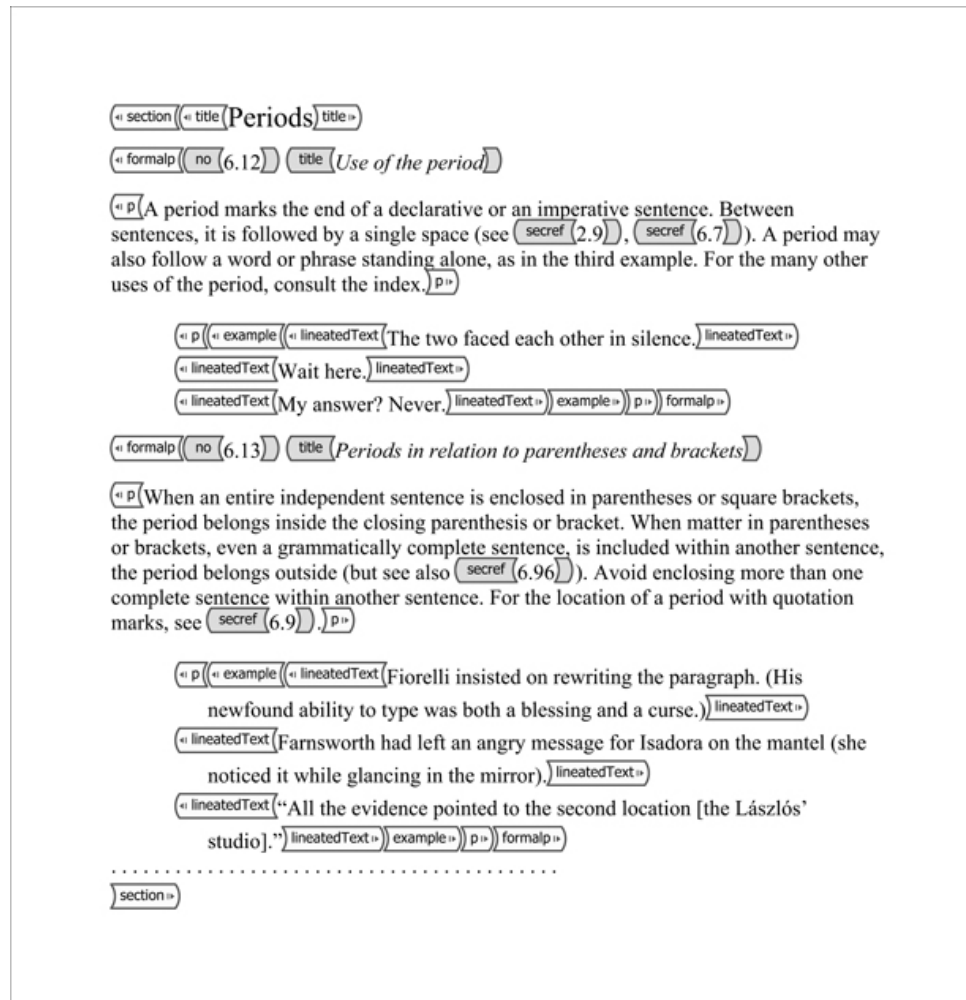 section title Periods title
formalp no 6.12 title Use of the period
p A period marks the end of a declarative or an imperative sentence. Between
sentences, it is followed by a single space (see secref 2.9, secref 6.7). A period may
also follow a word or phrase standing alone, as in the third example. For the many other
uses of the period, consult the index. p
p example lineatedText The two faced each other in silence. lineatedText
lineatedText Wait here. lineatedText
lineatedText My answer? Never. lineatedText example p formalp
formalp no 6.13 title Periods in relation to parentheses and brackets
p When an entire independent sentence is enclosed in parentheses or square brackets,
the period belongs inside the closing parenthesis or bracket. When matter in parentheses
or brackets, even a grammatically complete sentence, is included within another sentence,
the period belongs outside (but see also secref 6.96). Avoid enclosing more than one
complete sentence within another sentence. For the location of a period with quotation
marks, see secref 6.9. p
p example lineatedText Fiorelli insisted on rewriting the paragraph. (His
newfound ability to type was both a blessing and a curse.) lineatedText
lineatedText Farnsworth had left an angry message for Isadora on the mantel (she
noticed it while glancing in the mirror). lineatedText
lineatedText “All the evidence pointed to the second location [the Lászlós’
studio].” lineatedText example p formalp
. . . . . . . . . . . . . . . . . . . . . . . . . . . . . . . . . . . . . . . . . .
section